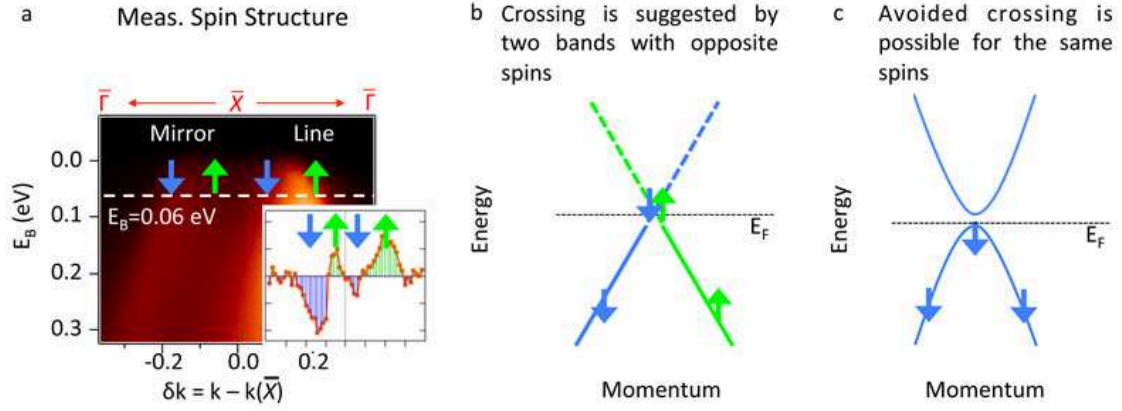 a
Meas. Spin Structure
Γ̅
X̅
Γ̅
Mirror
Line
E_B=0.06 eV
E_B (eV)
0.0
0.1
0.2
0.3
-0.2
0.0
0.2
δk = k – k(X̅)
b
Crossing is suggested by
two bands with opposite
spins
Energy
E_F
Momentum
c
Avoided crossing is
possible for the same
spins
Energy
E_F
Momentum